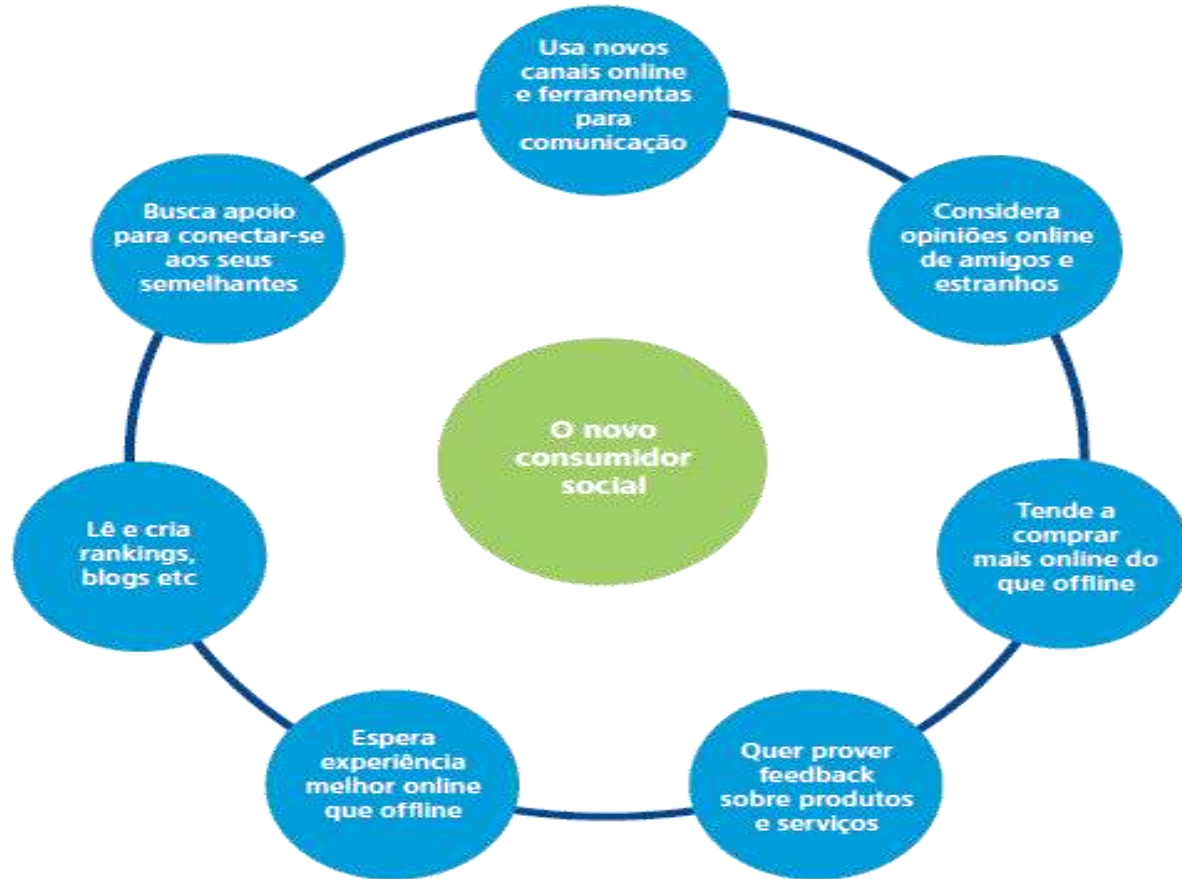 Usa novos
canais online
e ferramentas
para
comunicação
Considera
opiniões online
de amigos e
estranhos
Tende a
comprar
mais online do
que offline
Quer prover
feedback
sobre produtos
e serviços
Espera
experiência
melhor online
que offline
Lê e cria
rankings,
blogs etc
Busca apoio
para conectar-se
aos seus
semelhantes
O novo
consumidor
social